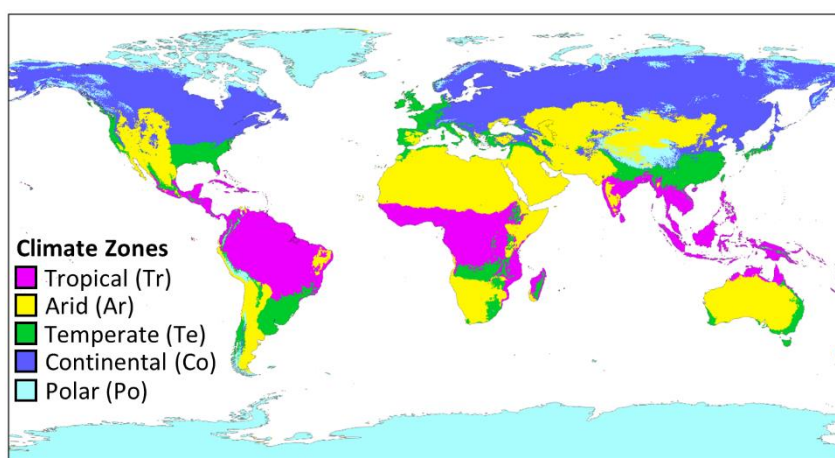 Climate Zones
Tropical (Tr)
Arid (Ar)
Temperate (Te)
Continental (Co)
Polar (Po)